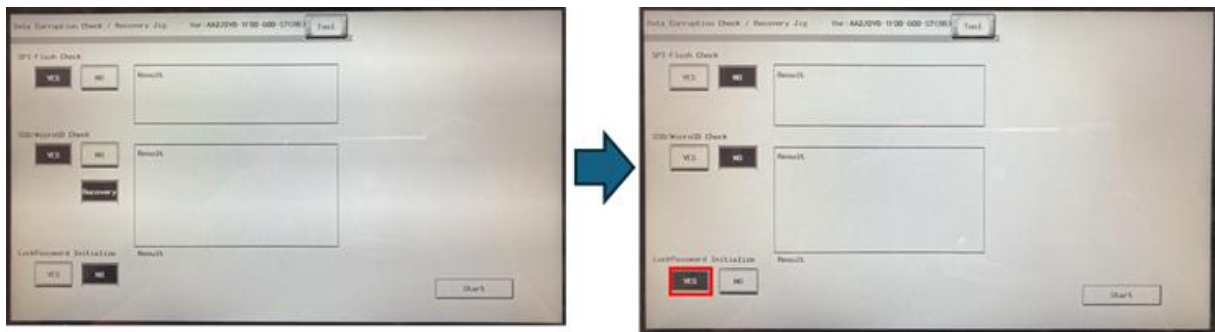 Data Corruption Check / Recovery Jig
Tool
SPI-Flash Check
YES
NO
Result
SSD/MicroSD Check
YES
NO
Result
Recovery
LockPassword Initialize
Result
YES
NO
Start
Data Corruption Check / Recovery Jig
Tool
SPI-Flash Check
YES
NO
Result
SSD/MicroSD Check
YES
NO
Result
LockPassword Initialize
Result
YES
NO
Start